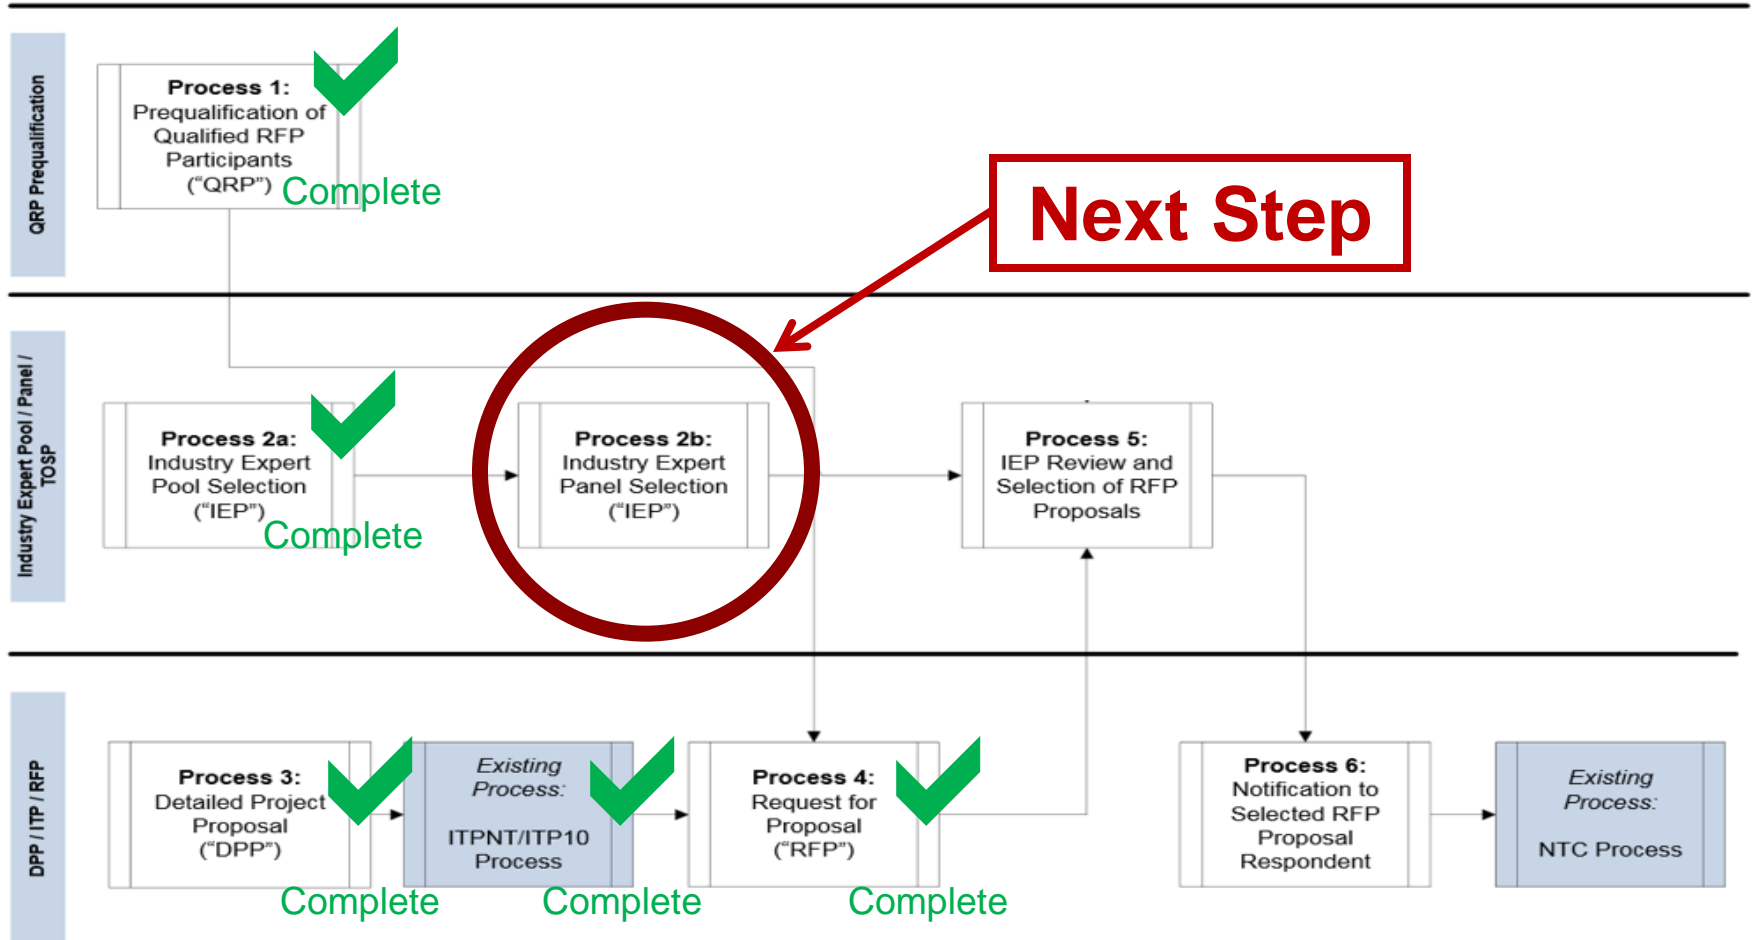 QRP Prequalification
Process 1:
Prequalification of
Qualified RFP
Participants
(“QRP”)
Complete
Next Step
Industry Expert Pool / Panel /
TOSP
Process 2a:
Industry Expert
Pool Selection
(“IEP”)
Complete
Process 2b:
Industry Expert
Panel Selection
(“IEP”)
Process 5:
IEP Review and
Selection of RFP
Proposals
DPP / ITP / RFP
Process 3:
Detailed Project
Proposal
(“DPP”)
Complete
Existing
Process:
ITPNT/ITP10
Process
Complete
Process 4:
Request for
Proposal
(“RFP”)
Complete
Process 6:
Notification to
Selected RFP
Proposal
Respondent
Existing
Process:
NTC Process